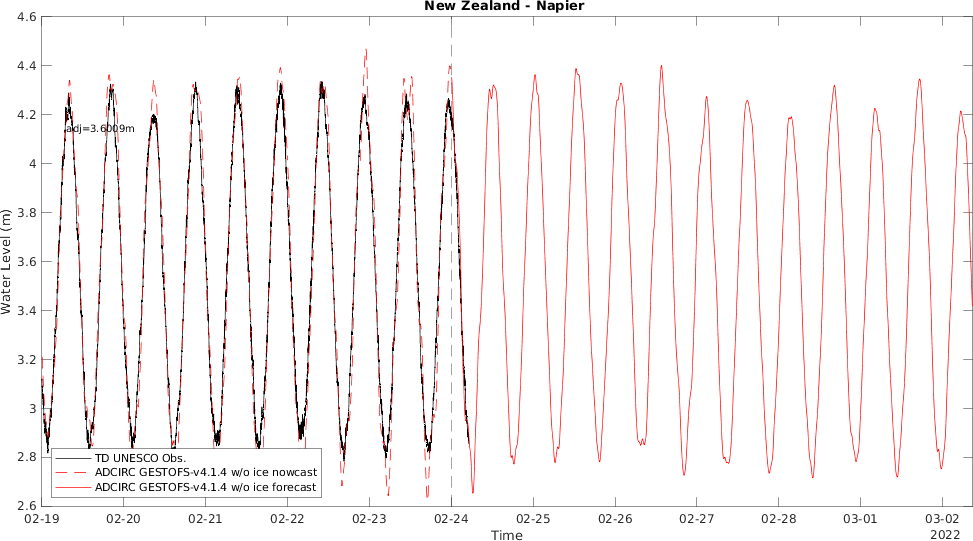 New Zealand - Napier
4.6
4.4
4.2
4
3.8
3.6
3.4
3.2
3
2.8
2.6
Water Level (m)
adj=3.6009m
TD UNESCO Obs.
ADCIRC GESTOFS-v4.1.4 w/o ice nowcast
ADCIRC GESTOFS-v4.1.4 w/o ice forecast
02-19 02-20 02-21 02-22 02-23 02-24 02-25 02-26 02-27 02-28 03-01 03-02
Time
2022